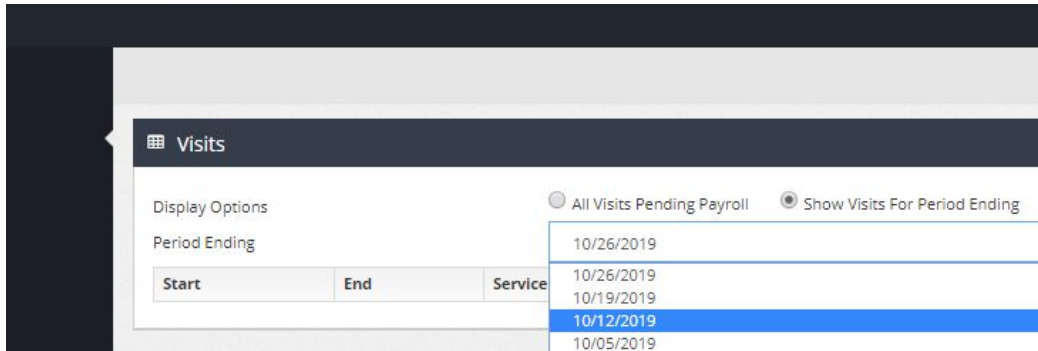 Visits
Display Options
All Visits Pending Payroll
Show Visits For Period Ending
Period Ending
10/26/2019
Start End Service
10/26/2019
10/19/2019
10/12/2019
10/05/2019